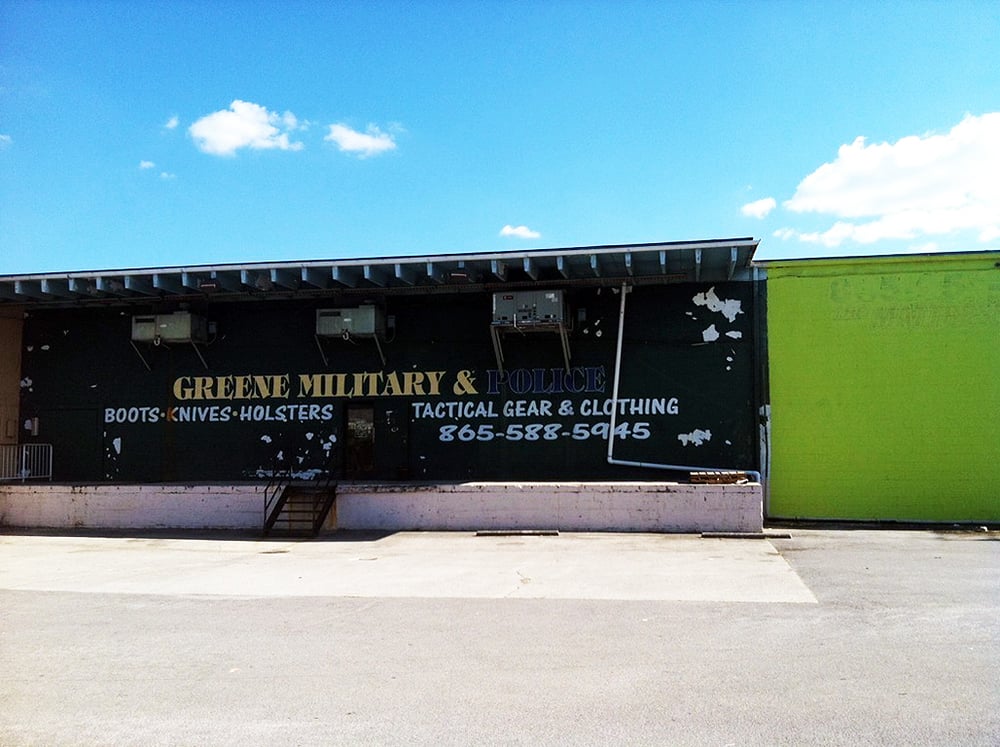 GREENE MILITARY & POLICE
BOOTS·KNIVES·HOLSTERS
TACTICAL GEAR & CLOTHING
865-588-5945